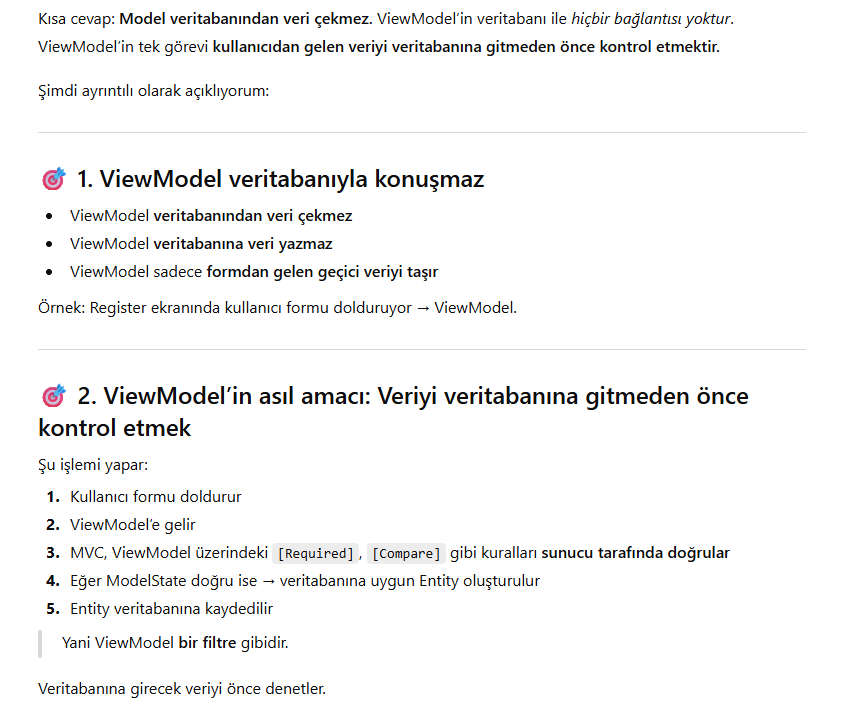 Kısa cevap: Model veritabanından veri çekmez. ViewModel’in veritabanı ile hiçbir bağlantısı yoktur.
ViewModel’in tek görevi kullanıcıdan gelen veriyi veritabanına gitmeden önce kontrol etmektir.
Şimdi ayrıntılı olarak açıklıyorum:
🎯 1. ViewModel veritabanıyla konuşmaz
• ViewModel veritabanından veri çekmez
• ViewModel veritabanına veri yazmaz
• ViewModel sadece formdan gelen geçici veriyi taşır
Örnek: Register ekranında kullanıcı formu dolduruyor → ViewModel.
🎯 2. ViewModel’in asıl amacı: Veriyi veritabanına gitmeden önce
kontrol etmek
Şu işlemi yapar:
1. Kullanıcı formu doldurur
2. ViewModel’e gelir
3. MVC, ViewModel üzerindeki [Required], [Compare] gibi kuralları sunucu tarafında doğrular
4. Eğer ModelState doğru ise → veritabanına uygun Entity oluşturulur
5. Entity veritabanına kaydedilir
Yani ViewModel bir filtre gibidir.
Veritabanına girecek veriyi önce denetler.